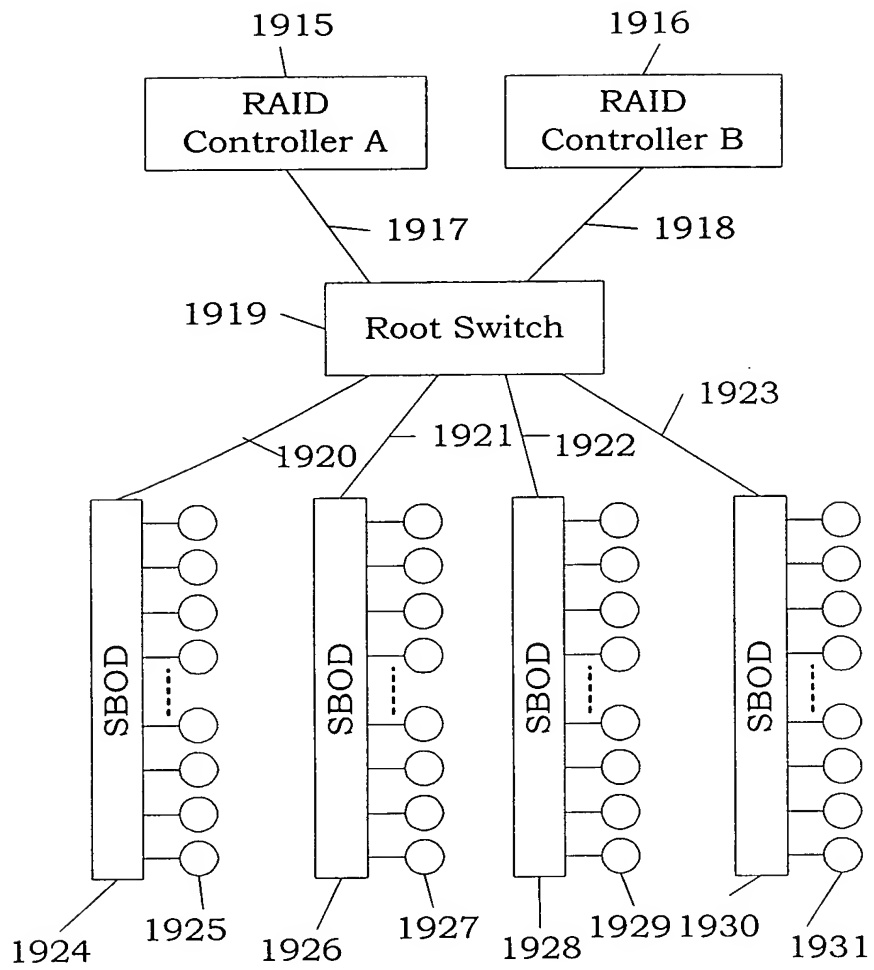 1915
1916
RAID
Controller A
RAID
Controller B
1917
1918
1919
Root Switch
1920
1921
1922
1923
SBOD
SBOD
SBOD
SBOD
1924
1925
1926
1927
1928
1929
1930
1931